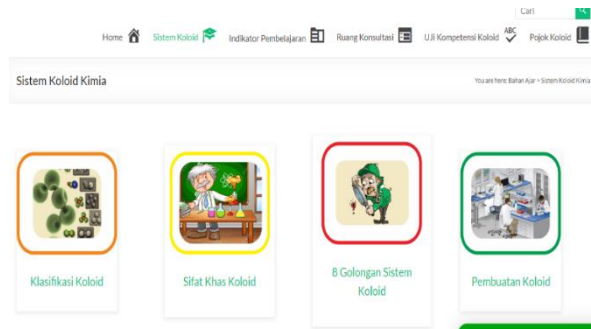 Cari
Home Sistem Koloid Indikator Pembelajaran Ruang Konsultasi Uji Kompetensi Koloid ABC Pojok Koloid
Sistem Koloid Kimia
You are here: Bahan Ajar > Sistem Koloid Kimia
Klasifikasi Koloid
Sifat Khas Koloid
8 Golongan Sistem
Koloid
Pembuatan Koloid